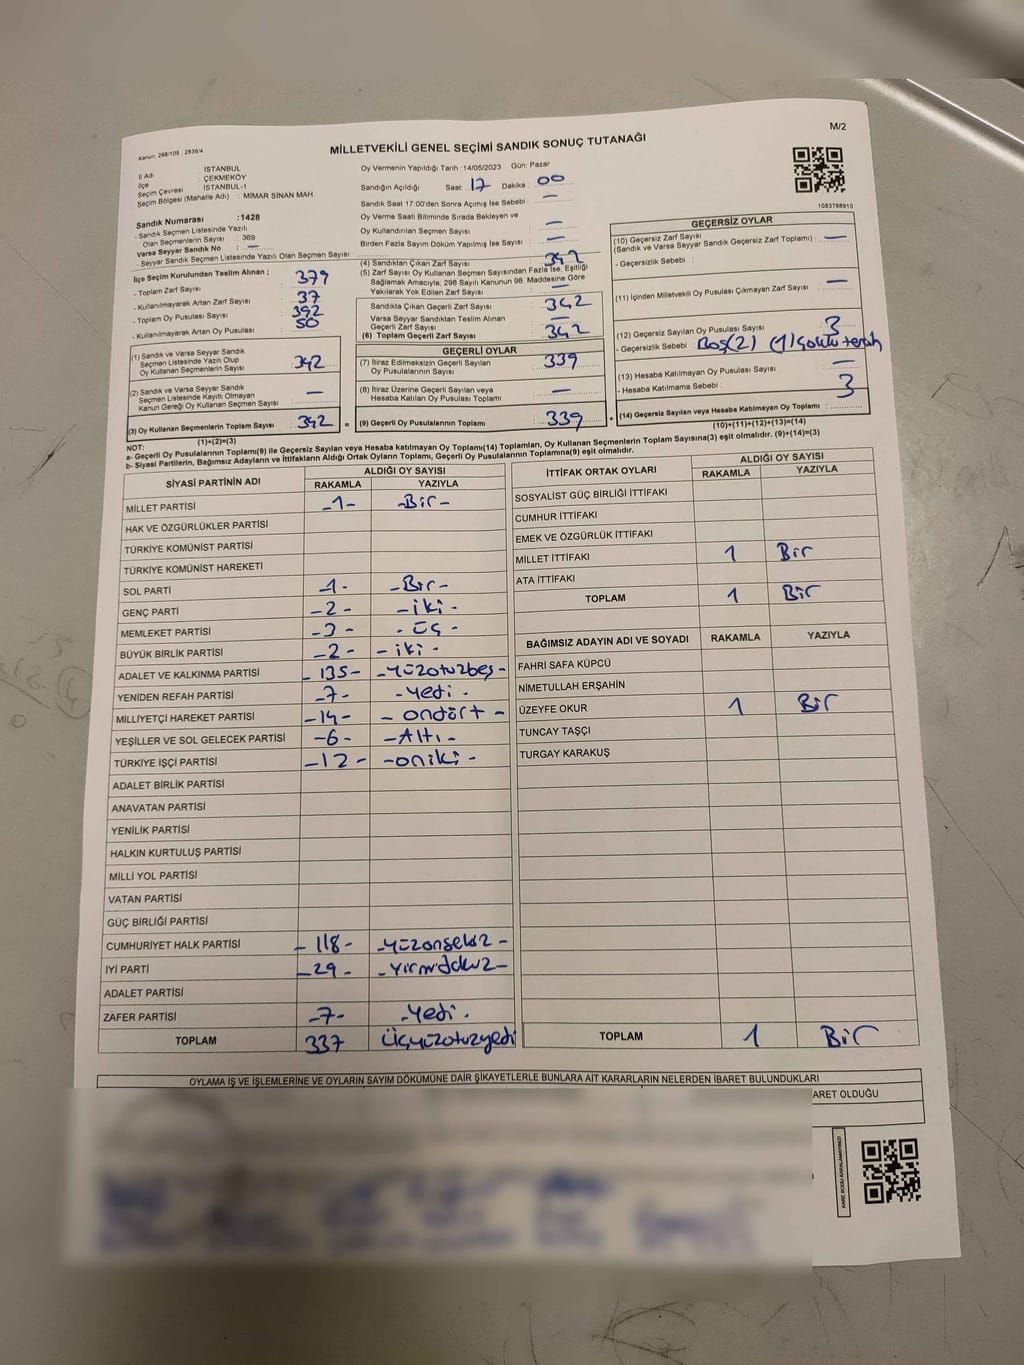 M/2
Kanun: 298/105 , 2839/4
MİLLETVEKİLİ GENEL SEÇİMİ SANDIK SONUÇ TUTANAĞI
İl Adı : İSTANBUL
İlçe : ÇEKMEKÖY
Seçim Çevresi : İSTANBUL-1
Seçim Bölgesi (Mahalle Adı) : MİMAR SİNAN MAH
Sandık Numarası :1428
- Sandık Seçmen Listesinde Yazılı
Olan Seçmenlerin Sayısı : 369
Varsa Seyyar Sandık No : —
- Seyyar Sandık Seçmen Listesinde Yazılı Olan Seçmen Sayısı
İlçe Seçim Kurulundan Teslim Alınan :
- Toplam Zarf Sayısı : 379
- Kullanılmayarak Artan Zarf Sayısı : 37
- Toplam Oy Pusulası Sayısı : 392
- Kullanılmayarak Artan Oy Pusulası : 50
(1) Sandık ve Varsa Seyyar Sandık
Seçmen Listesinde Yazılı Olup
Oy Kullanan Seçmenlerin Sayısı : 342
(2) Sandık ve Varsa Seyyar Sandık
Seçmen Listesinde Kayıtlı Olmayan
Kanun Gereği Oy Kullanan Seçmen Sayısı : —
(3) Oy Kullanan Seçmenlerin Toplam Sayısı : 342
(1)+(2)=(3)
Oy Vermenin Yapıldığı Tarih : 14/05/2023 Gün: Pazar
Sandığın Açıldığı Saat : 17 Dakika : 00
Sandık Saat 17:00'den Sonra Açılmış İse Sebebi : —
Oy Verme Saati Bitiminde Sırada Bekleyen ve
Oy Kullandırılan Seçmen Sayısı : —
Birden Fazla Sayım Döküm Yapılmış İse Sayısı : —
(4) Sandıktan Çıkan Zarf Sayısı : 342
(5) Zarf Sayısı Oy Kullanan Seçmen Sayısından Fazla İse, Eşitliği
Sağlamak Amacıyla; 298 Sayılı Kanunun 98. Maddesine Göre
Yakılarak Yok Edilen Zarf Sayısı : —
Sandıkta Çıkan Geçerli Zarf Sayısı : 342
Varsa Seyyar Sandıktan Teslim Alınan
Geçerli Zarf Sayısı : —
(6) Toplam Geçerli Zarf Sayısı : 342
GEÇERLİ OYLAR
(7) İtiraz Edilmeksizin Geçerli Sayılan
Oy Pusulası Sayısı : 339
(8) İtiraz Üzerine Geçerli Sayılan veya
Hesaba Katılan Oy Pusulası Toplamı : —
= (9) Geçerli Oy Pusulalarının Toplamı : 339 +
1083786910
GEÇERSİZ OYLAR
(10) Geçersiz Zarf Sayısı
(Sandık ve Varsa Seyyar Sandık Geçersiz Zarf Toplamı) : —
- Geçersizlik Sebebi :
(11) İçinden Milletvekili Oy Pusulası Çıkmayan Zarf Sayısı : —
(12) Geçersiz Sayılan Oy Pusulası Sayısı : 3
- Geçersizlik Sebebi : Boş(2) (1) Çoklu tercih
(13) Hesaba Katılmayan Oy Pusulası Sayısı : —
- Hesaba Katılmama Sebebi :
(14) Geçersiz Sayılan veya Hesaba Katılmayan Oy Toplamı : 3
(10)+(11)+(12)+(13)=(14)
NOT:
a- Geçerli Oy Pusulalarının Toplamı(9) ile Geçersiz Sayılan veya Hesaba katılmayan Oy Toplamı(14) Toplamları, Oy Kullanan Seçmenlerin Toplam Sayısına(3) eşit olmalıdır. (9)+(14)=(3)
b- Siyasi Partilerin, Bağımsız Adayların ve İttifakların Aldığı Ortak Oyların Toplamı, Geçerli Oy Pusulalarının Toplamına(9) eşit olmalıdır.
SİYASİ PARTİNİN ADI ALDIĞI OY SAYISI
RAKAMLA YAZIYLA
MİLLET PARTİSİ -1- -Bir-
HAK VE ÖZGÜRLÜKLER PARTİSİ
TÜRKİYE KOMÜNİST PARTİSİ
TÜRKİYE KOMÜNİST HAREKETİ
SOL PARTİ -1- -Bir-
GENÇ PARTİ -2- -iki-
MEMLEKET PARTİSİ -3- -Üç-
BÜYÜK BİRLİK PARTİSİ -2- -iki-
ADALET VE KALKINMA PARTİSİ -135- -Yüzotuzbeş-
YENİDEN REFAH PARTİSİ -7- -Yedi-
MİLLİYETÇİ HAREKET PARTİSİ -14- -ondört-
YEŞİLLER VE SOL GELECEK PARTİSİ -6- -Altı-
TÜRKİYE İŞÇİ PARTİSİ -12- -oniki-
ADALET BİRLİK PARTİSİ
ANAVATAN PARTİSİ
YENİLİK PARTİSİ
HALKIN KURTULUŞ PARTİSİ
MİLLİ YOL PARTİSİ
VATAN PARTİSİ
GÜÇ BİRLİĞİ PARTİSİ
CUMHURİYET HALK PARTİSİ -118- -Yüzonsekiz-
İYİ PARTİ -29- -Yirmidokuz-
ADALET PARTİSİ
ZAFER PARTİSİ -7- -Yedi-
TOPLAM 337 Üçyüzotuzyedi
İTTİFAK ORTAK OYLARI ALDIĞI OY SAYISI
RAKAMLA YAZIYLA
SOSYALİST GÜÇ BİRLİĞİ İTTİFAKI
CUMHUR İTTİFAKI
EMEK VE ÖZGÜRLÜK İTTİFAKI
MİLLET İTTİFAKI 1 Bir
ATA İTTİFAKI
TOPLAM 1 Bir
BAĞIMSIZ ADAYIN ADI VE SOYADI RAKAMLA YAZIYLA
FAHRİ SAFA KÜPCÜ
NİMETULLAH ERŞAHİN
ÜZEYFE OKUR 1 Bir
TUNCAY TAŞÇI
TURGAY KARAKUŞ
TOPLAM 1 Bir
OYLAMA İŞ VE İŞLEMLERİNE VE OYLARIN SAYIM DÖKÜMÜNE DAİR ŞİKAYETLERLE BUNLARA AİT KARARLARIN NELERDEN İBARET BULUNDUKLARI
ARET OLDUĞU
KARE KODU KARALAMAYINIZ!